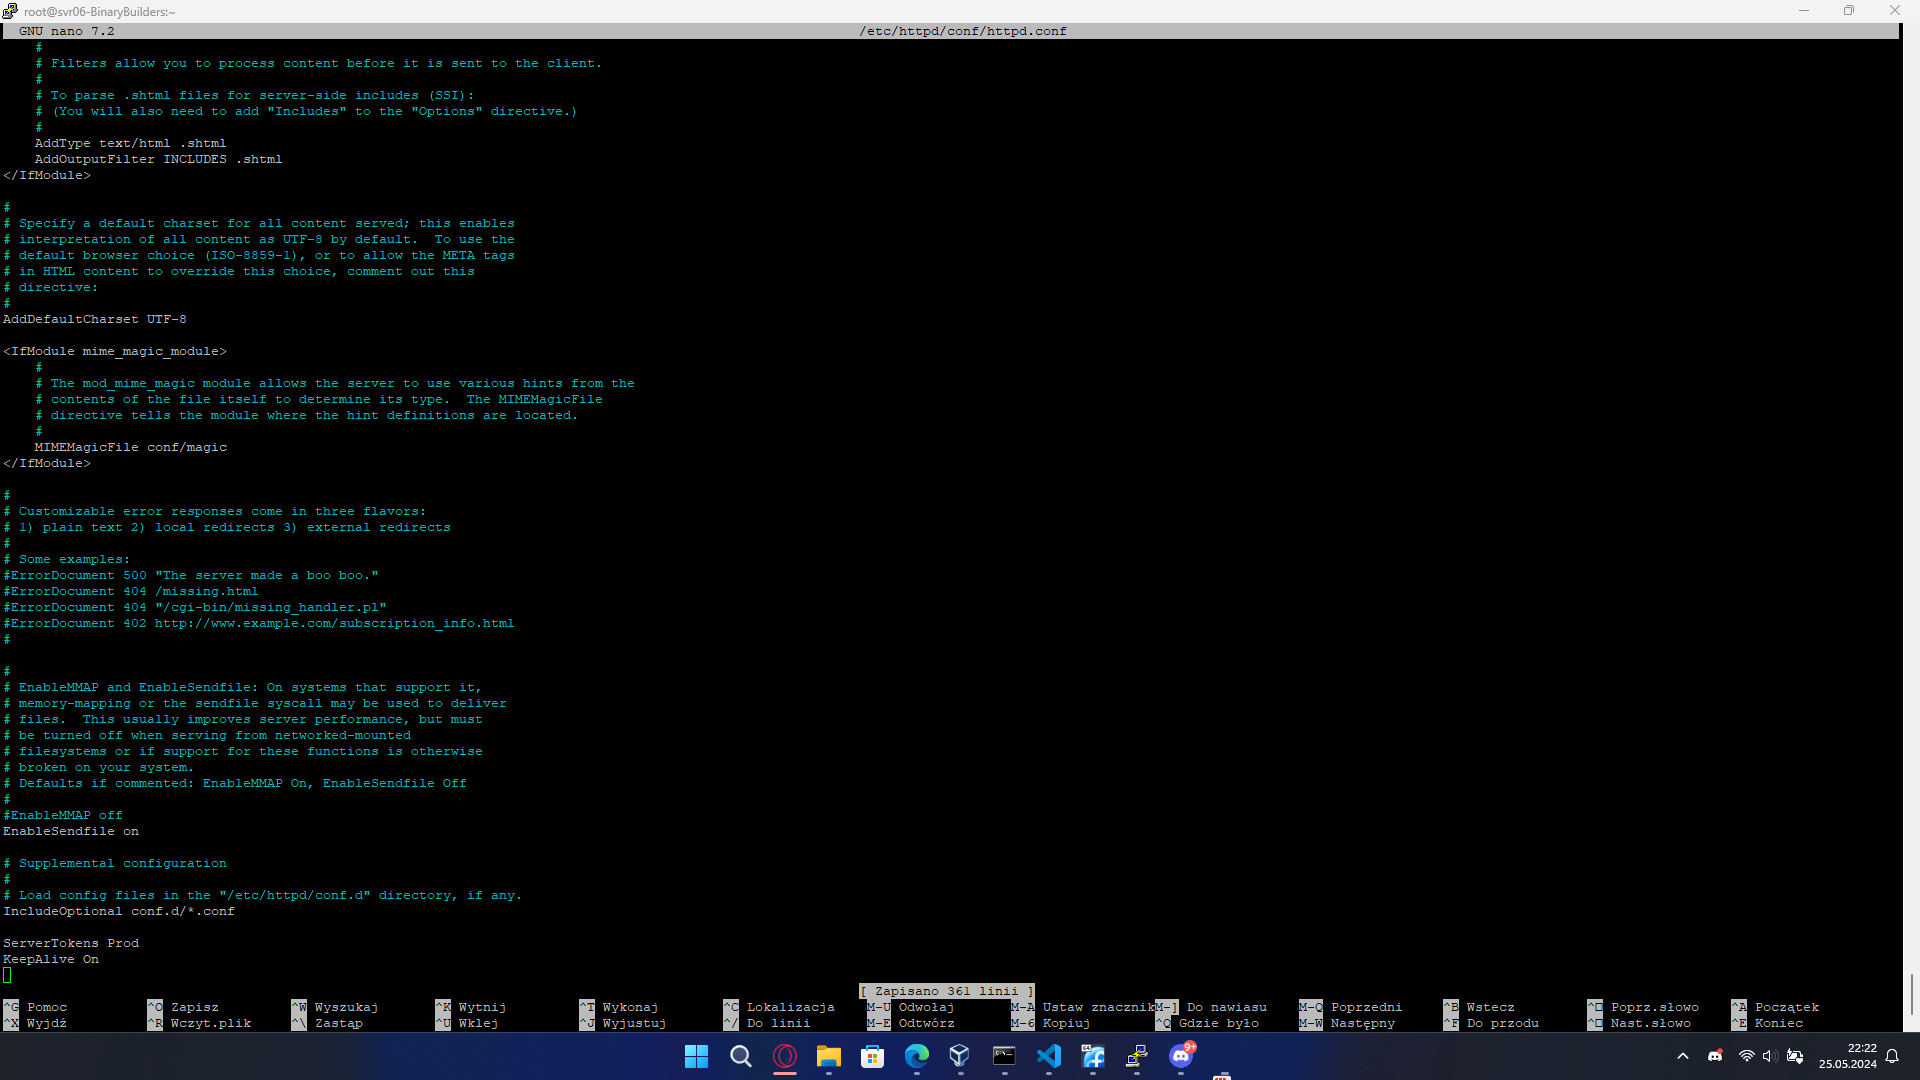 root@svr06-BinaryBuilders:~
GNU nano 7.2 /etc/httpd/conf/httpd.conf
#
# Filters allow you to process content before it is sent to the client.
#
# To parse .shtml files for server-side includes (SSI):
# (You will also need to add "Includes" to the "Options" directive.)
#
AddType text/html .shtml
AddOutputFilter INCLUDES .shtml
</IfModule>
#
# Specify a default charset for all content served; this enables
# interpretation of all content as UTF-8 by default.  To use the
# default browser choice (ISO-8859-1), or to allow the META tags
# in HTML content to override this choice, comment out this
# directive:
#
AddDefaultCharset UTF-8
<IfModule mime_magic_module>
#
# The mod_mime_magic module allows the server to use various hints from the
# contents of the file itself to determine its type.  The MIMEMagicFile
# directive tells the module where the hint definitions are located.
#
MIMEMagicFile conf/magic
</IfModule>
#
# Customizable error responses come in three flavors:
# 1) plain text 2) local redirects 3) external redirects
#
# Some examples:
#ErrorDocument 500 "The server made a boo boo."
#ErrorDocument 404 /missing.html
#ErrorDocument 404 "/cgi-bin/missing_handler.pl"
#ErrorDocument 402 http://www.example.com/subscription_info.html
#
#
# EnableMMAP and EnableSendfile: On systems that support it,
# memory-mapping or the sendfile syscall may be used to deliver
# files.  This usually improves server performance, but must
# be turned off when serving from networked-mounted
# filesystems or if support for these functions is otherwise
# broken on your system.
# Defaults if commented: EnableMMAP On, EnableSendfile Off
#
#EnableMMAP off
EnableSendfile on
# Supplemental configuration
#
# Load config files in the "/etc/httpd/conf.d" directory, if any.
IncludeOptional conf.d/*.conf
ServerTokens Prod
KeepAlive On
[ Zapisano 361 linii ]
^G Pomoc ^O Zapisz ^W Wyszukaj ^K Wytnij ^T Wykonaj ^C Lokalizacja M-U Odwołaj M-A Ustaw znacznik M-] Do nawiasu M-Q Poprzedni ^B Wstecz ^□ Poprz.słowo ^A Początek
^X Wyjdź ^R Wczyt.plik ^\ Zastąp ^U Wklej ^J Wyjustuj ^/ Do linii M-E Odtwórz M-6 Kopiuj ^Q Gdzie było M-W Następny ^F Do przodu ^□ Nast.słowo ^E Koniec
9+
22:22
25.05.2024